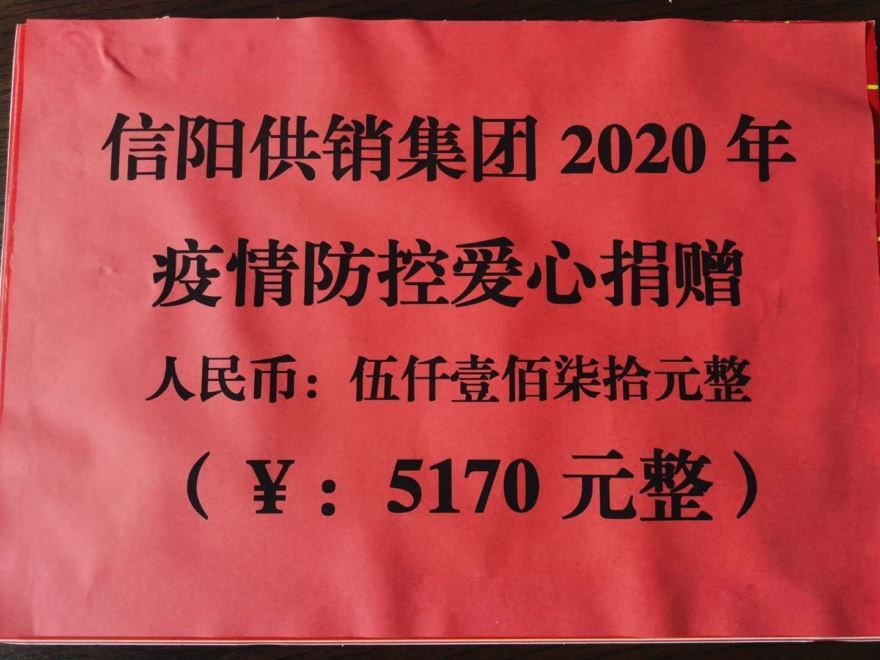 信阳供销集团 2020 年
疫情防控爱心捐赠
人民币：伍仟壹佰柒拾元整
（¥：5170 元整）